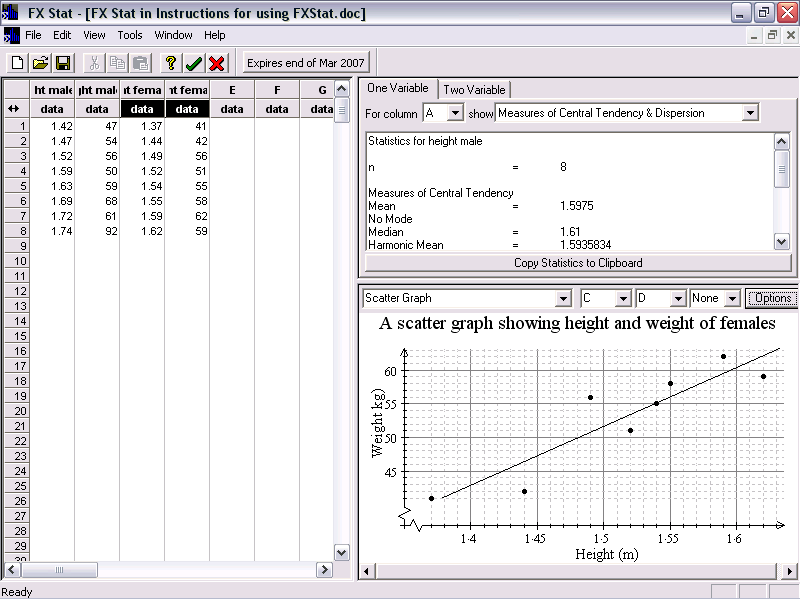 FX Stat - [FX Stat in Instructions for using FXStat.doc]
File Edit View Tools Window Help
Expires end of Mar 2007
ht male ght male ht fema ht fema E F G
data data data data data data data
1 1.42 47 1.37 41
2 1.47 54 1.44 42
3 1.52 56 1.49 56
4 1.59 50 1.52 51
5 1.63 59 1.54 55
6 1.69 68 1.55 58
7 1.72 61 1.59 62
8 1.74 92 1.62 59
9
10
11
12
13
14
15
16
17
18
19
20
21
22
23
24
25
26
27
28
29
30
One Variable Two Variable
For column A show Measures of Central Tendency & Dispersion
Statistics for height male
n = 8
Measures of Central Tendency
Mean = 1.5975
No Mode
Median = 1.61
Harmonic Mean = 1.5935834
Copy Statistics to Clipboard
Scatter Graph C D None Options
A scatter graph showing height and weight of females
Weight kg)
60
55
50
45
1·4 1·45 1·5 1·55 1·6
Height (m)
Ready